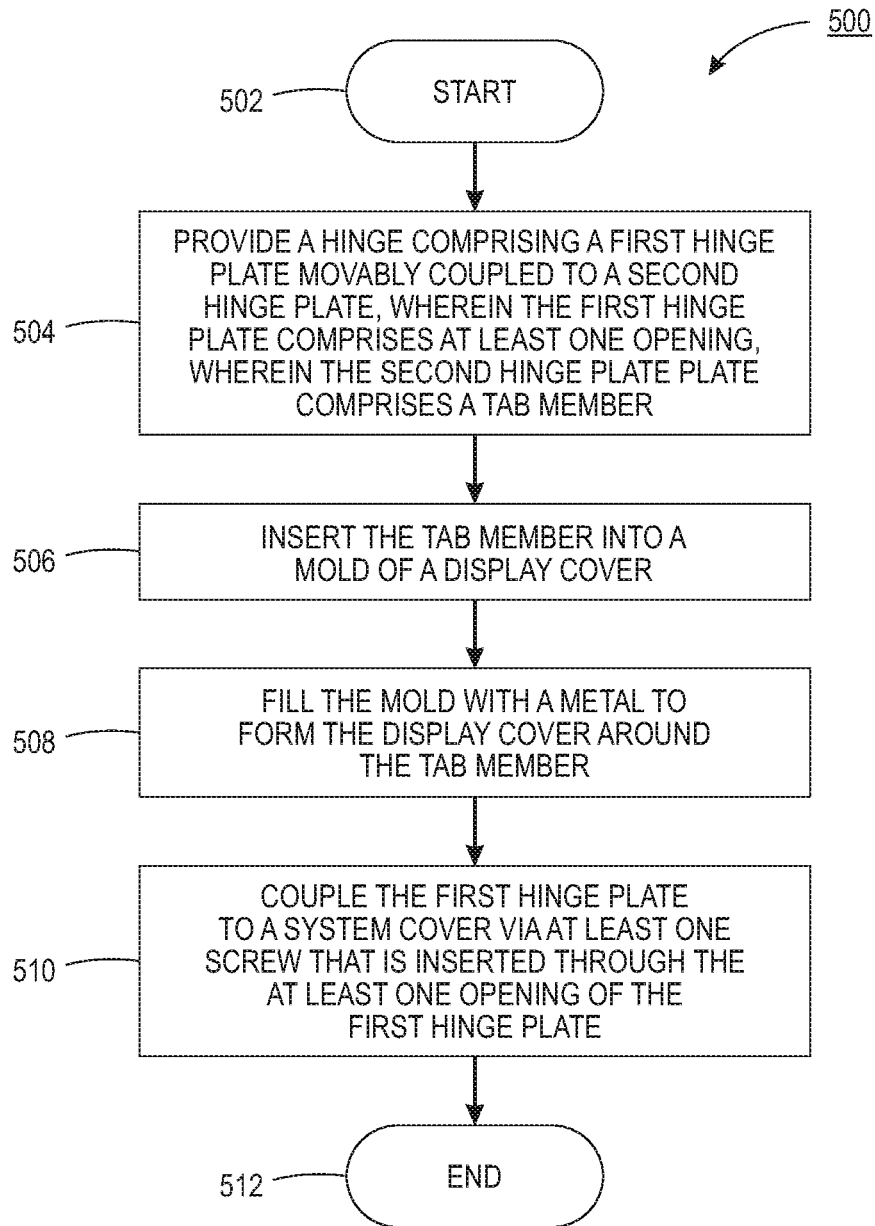 500
502
START
504
PROVIDE A HINGE COMPRISING A FIRST HINGE
PLATE MOVABLY COUPLED TO A SECOND
HINGE PLATE, WHEREIN THE FIRST HINGE
PLATE COMPRISES AT LEAST ONE OPENING,
WHEREIN THE SECOND HINGE PLATE PLATE
COMPRISES A TAB MEMBER
506
INSERT THE TAB MEMBER INTO A
MOLD OF A DISPLAY COVER
508
FILL THE MOLD WITH A METAL TO
FORM THE DISPLAY COVER AROUND
THE TAB MEMBER
510
COUPLE THE FIRST HINGE PLATE
TO A SYSTEM COVER VIA AT LEAST ONE
SCREW THAT IS INSERTED THROUGH THE
AT LEAST ONE OPENING OF THE
FIRST HINGE PLATE
512
END